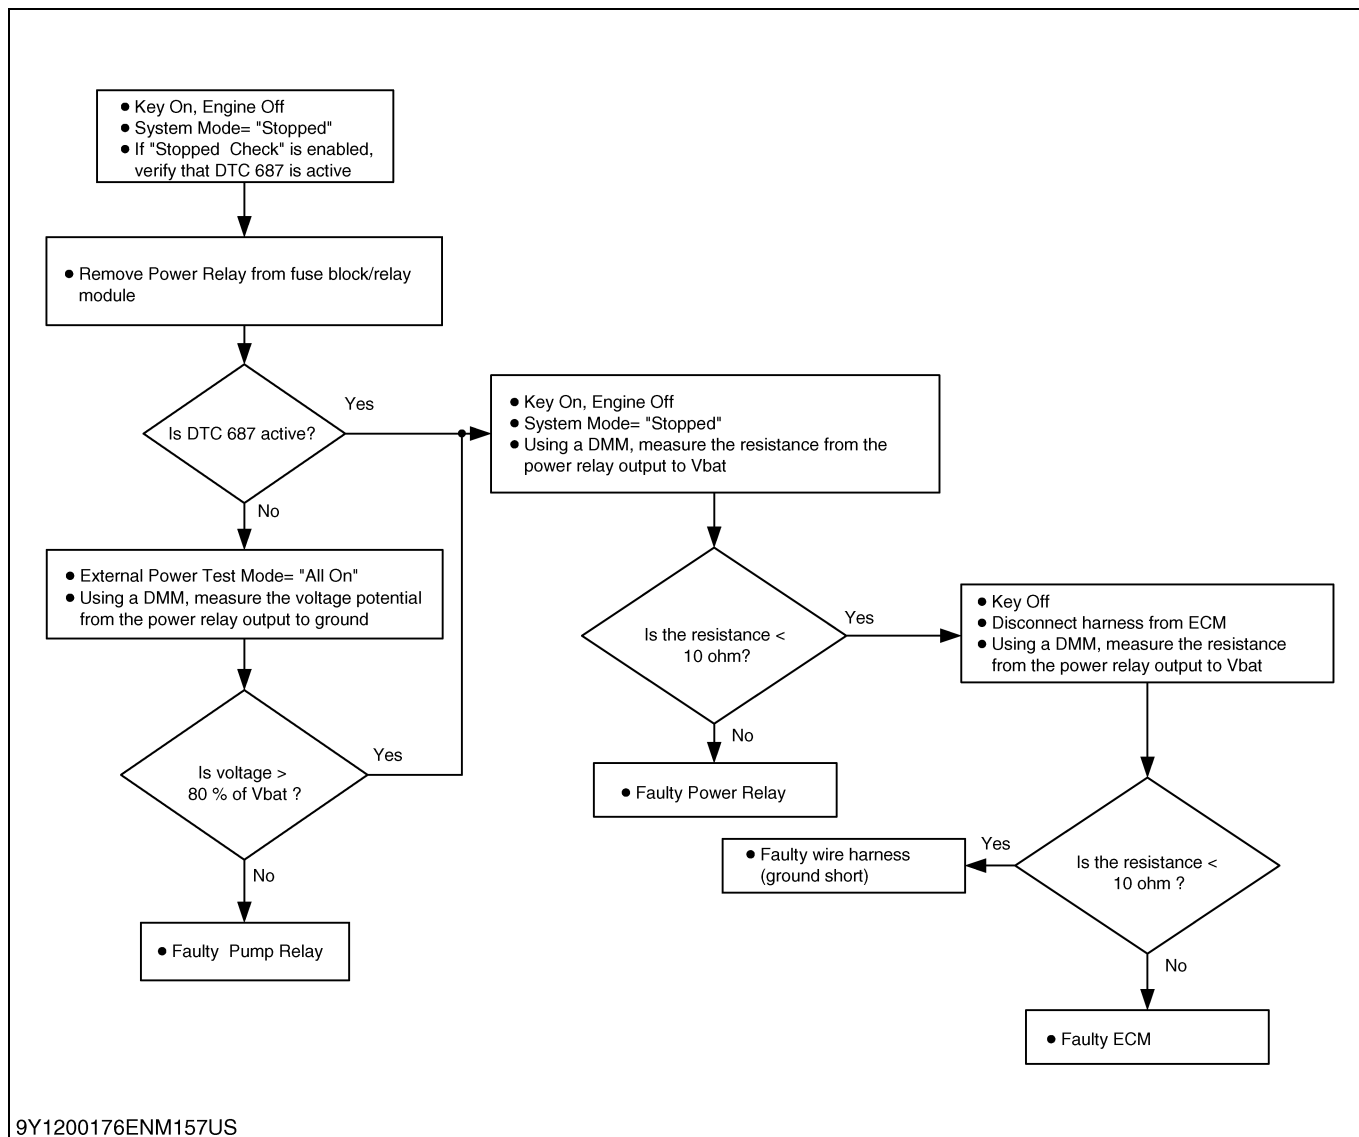 ● Key On, Engine Off
● System Mode= "Stopped"
● If "Stopped Check" is enabled,
verify that DTC 687 is active
● Remove Power Relay from fuse block/relay
module
Is DTC 687 active?
Yes
No
● External Power Test Mode= "All On"
● Using a DMM, measure the voltage potential
from the power relay output to ground
Is voltage >
80 % of Vbat ?
Yes
No
● Faulty Pump Relay
● Key On, Engine Off
● System Mode= "Stopped"
● Using a DMM, measure the resistance from the
power relay output to Vbat
Is the resistance <
10 ohm?
Yes
No
● Faulty Power Relay
● Key Off
● Disconnect harness from ECM
● Using a DMM, measure the resistance
from the power relay output to Vbat
Is the resistance <
10 ohm ?
Yes
● Faulty wire harness
(ground short)
No
● Faulty ECM
9Y1200176ENM157US